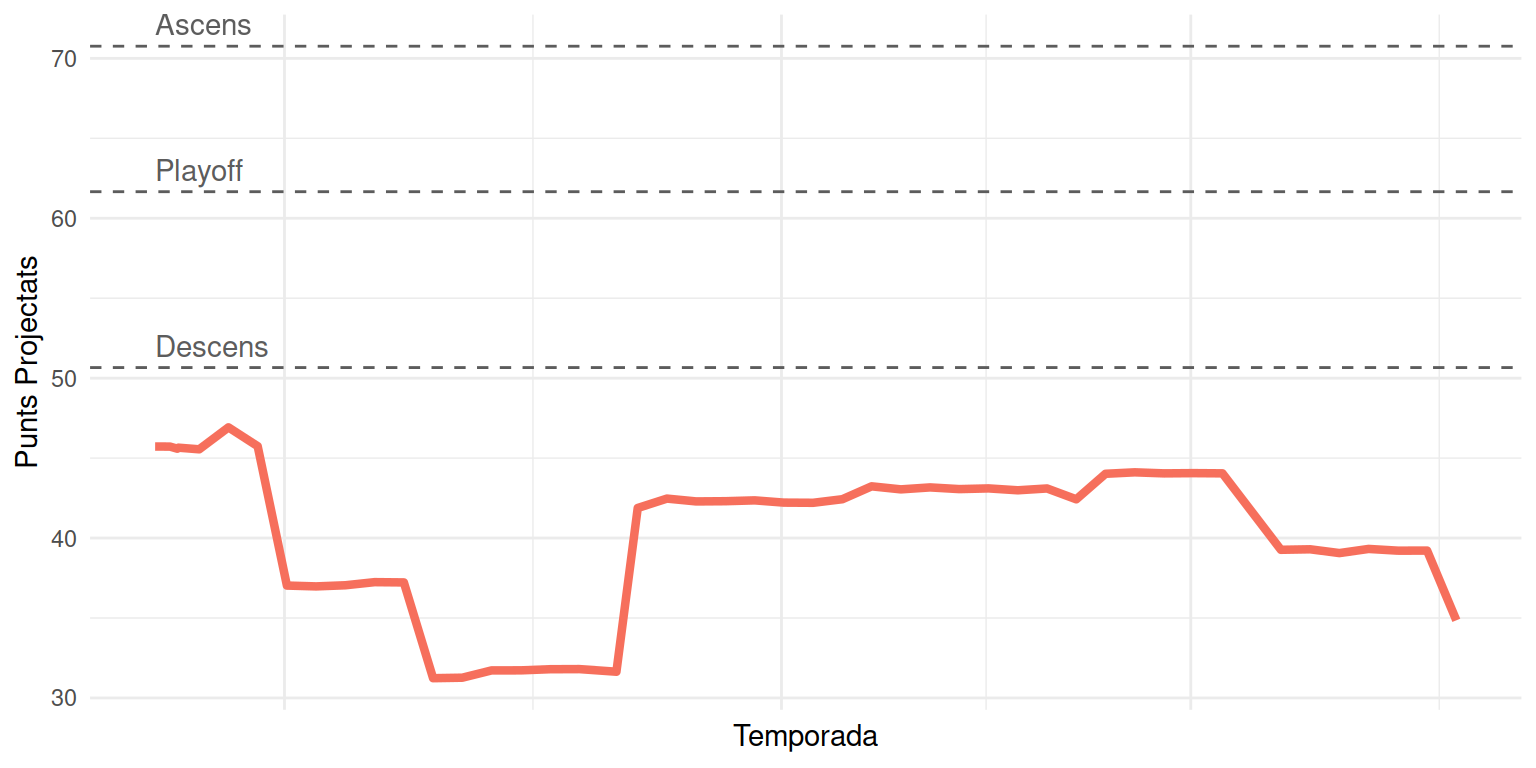 Ascens
70
Playoff
60
Descens
50
40
30
Punts Projectats
Temporada